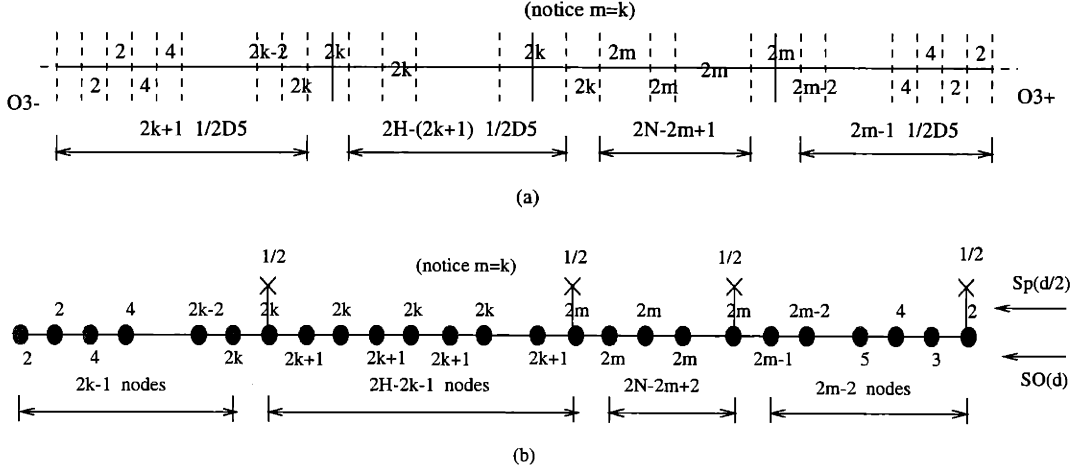 (notice m=k)
2 4 2k-2 2k 2k 2m 2m 4 2
2k 2m
2 4 2k 2k 2m 2m-2 4 2
O3- O3+
2k+1 1/2D5 2H-(2k+1) 1/2D5 2N-2m+1 2m-1 1/2D5
(a)
1/2 1/2 1/2 1/2
(notice m=k)
Sp(d/2)
2 4 2k-2 2k 2k 2k 2k 2m 2m 2m 2m-2 4 2
2 4 2k 2k+1 2k+1 2k+1 2k+1 2m 2m 2m-1 5 3
SO(d)
2k-1 nodes 2H-2k-1 nodes 2N-2m+2 2m-2 nodes
(b)